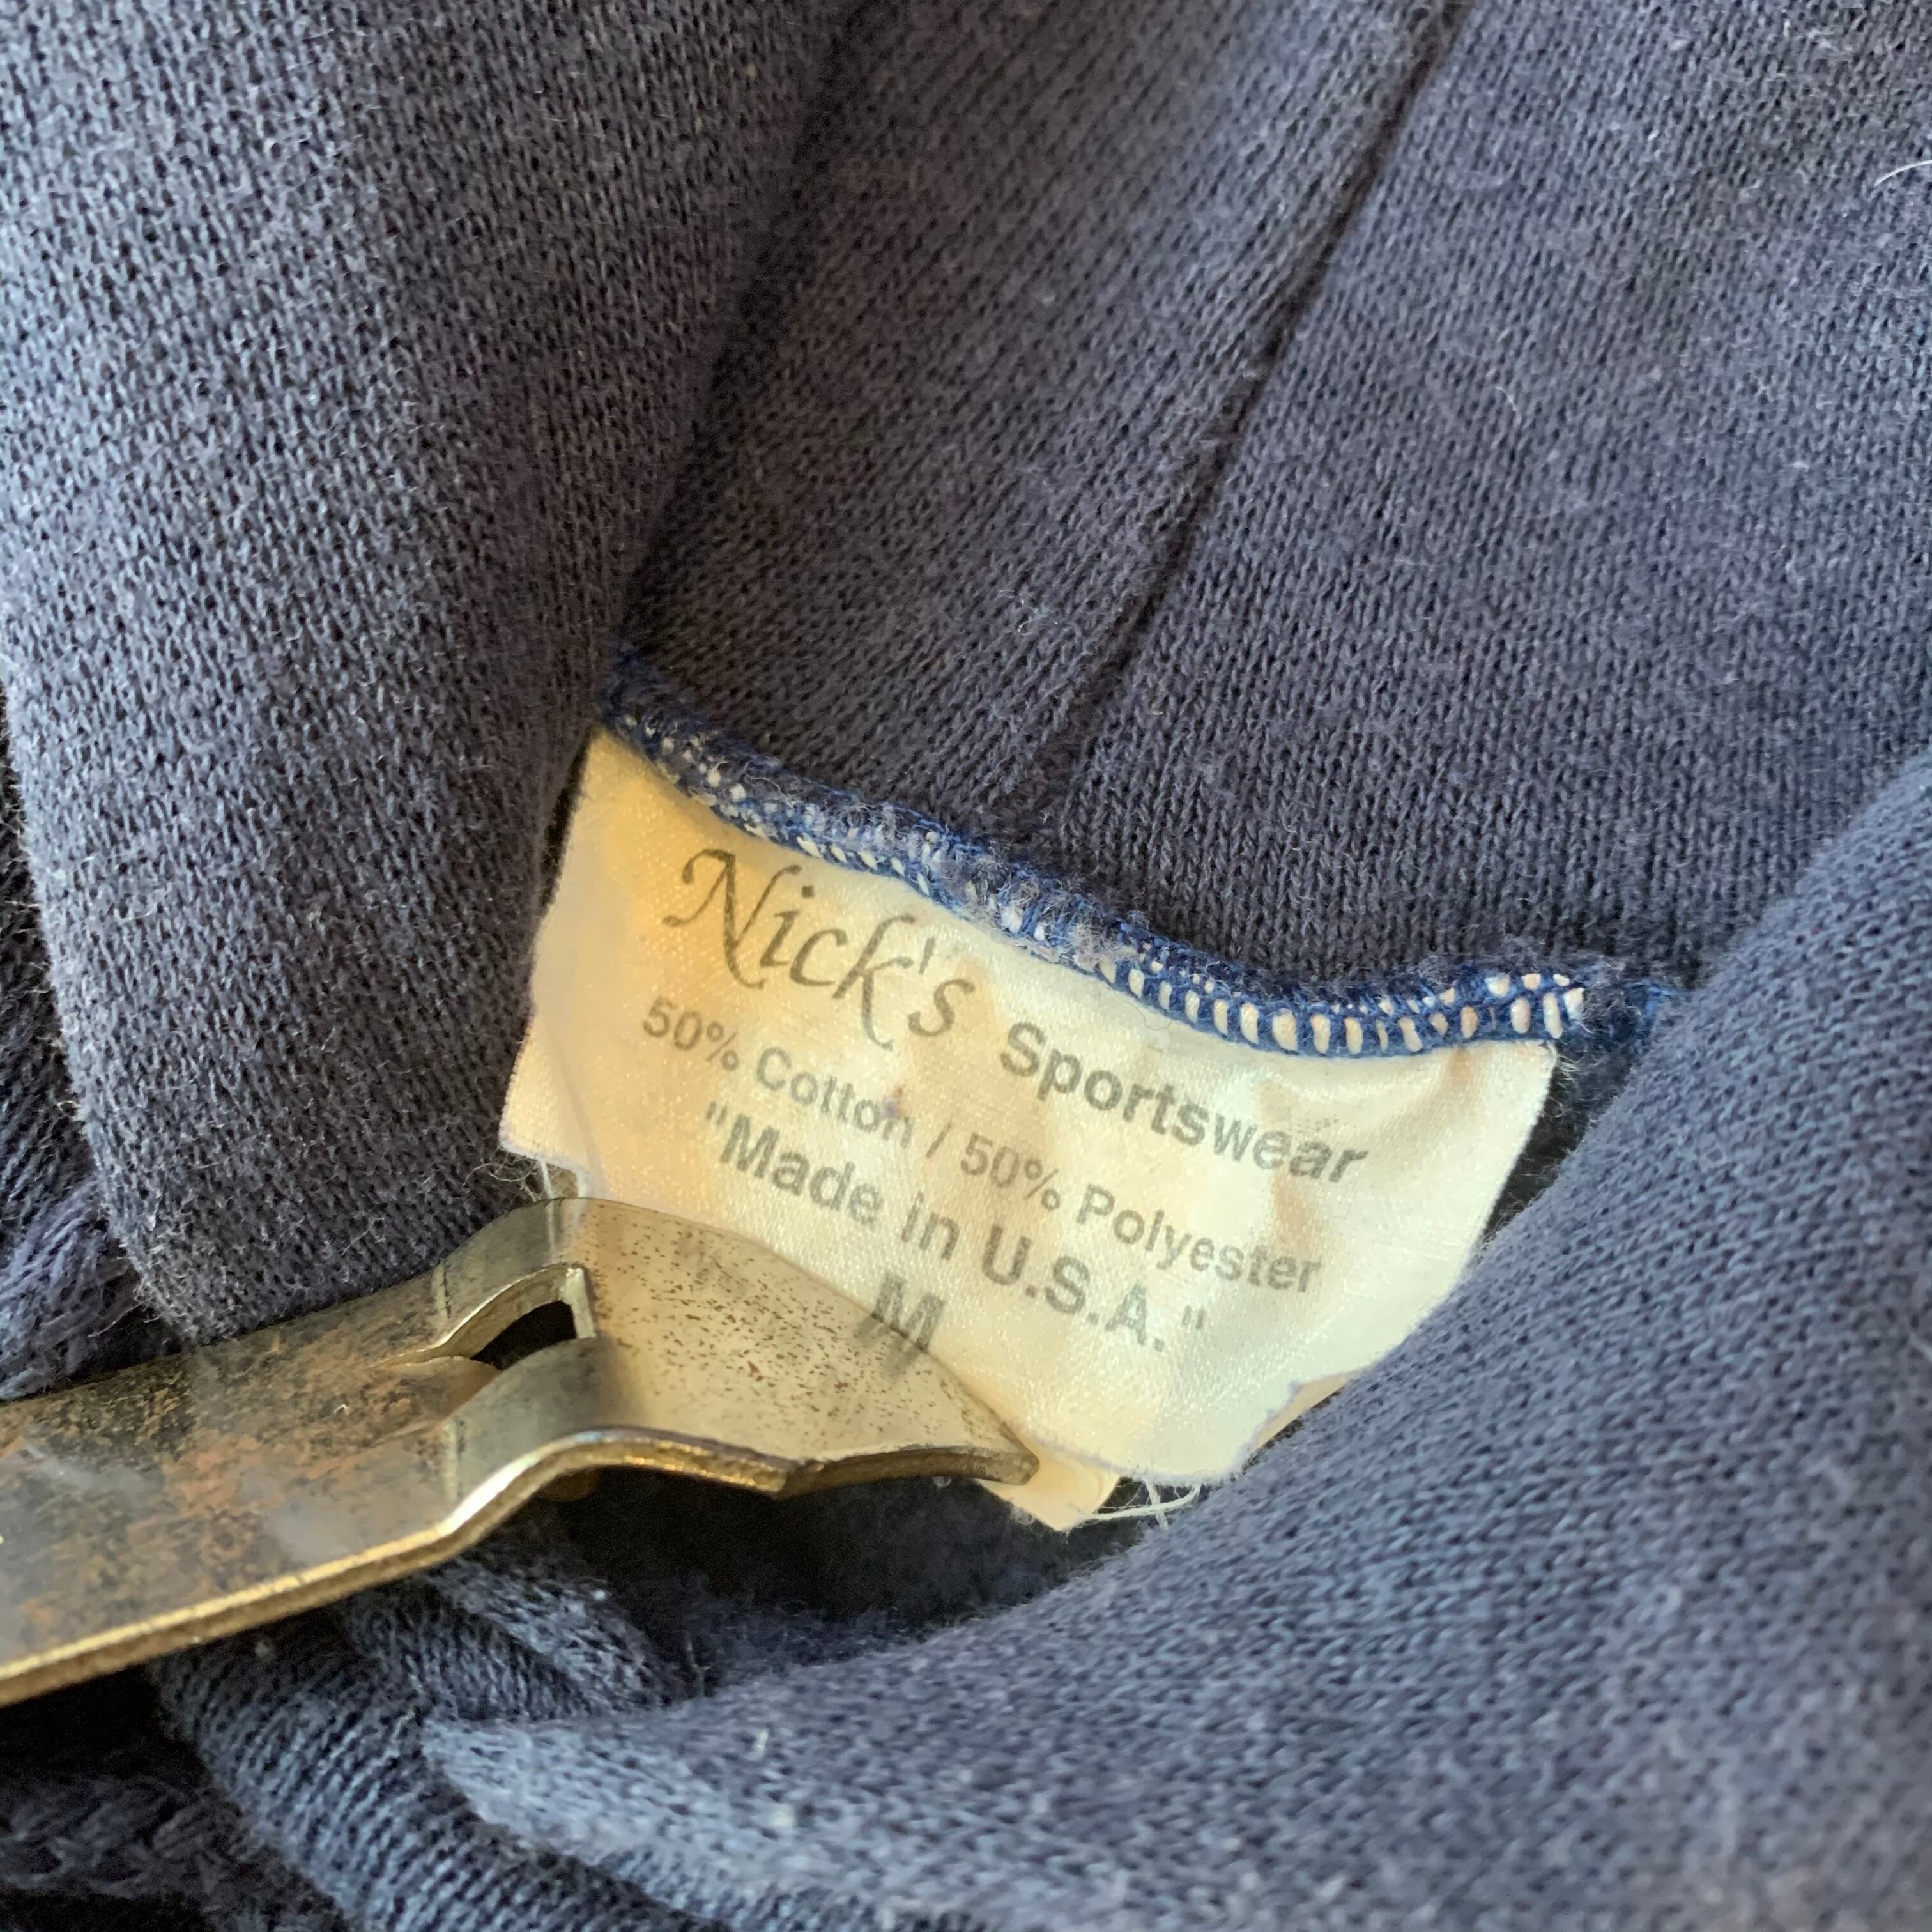 Nick's Sportswear
50% Cotton / 50% Polyester
"Made in U.S.A."
M